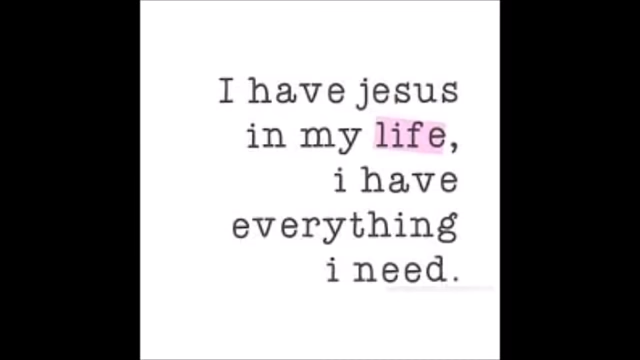 I have jesus
in my life,
i have
everything
i need.